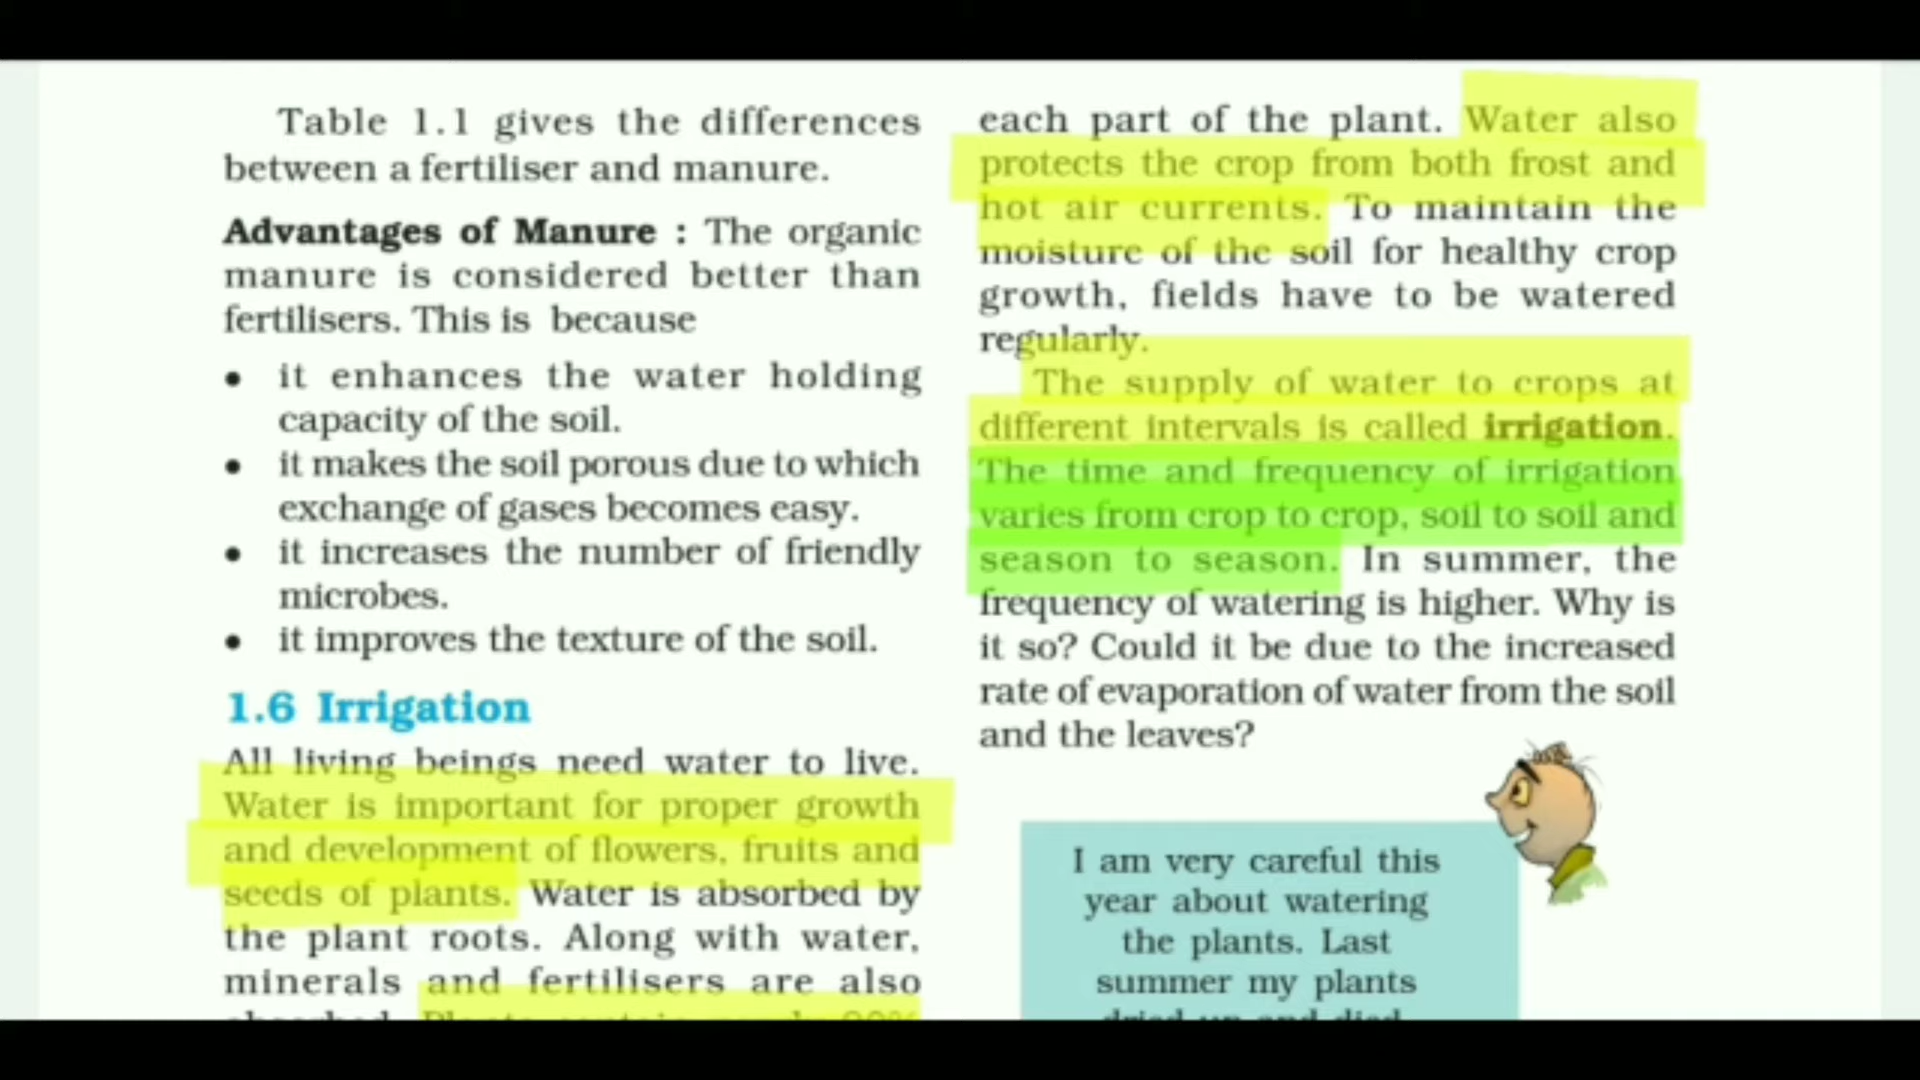 Table 1.1 gives the differences
between a fertiliser and manure.
Advantages of Manure : The organic
manure is considered better than
fertilisers. This is because
• it enhances the water holding
capacity of the soil.
• it makes the soil porous due to which
exchange of gases becomes easy.
• it increases the number of friendly
microbes.
• it improves the texture of the soil.
1.6 Irrigation
All living beings need water to live.
Water is important for proper growth
and development of flowers, fruits and
seeds of plants. Water is absorbed by
the plant roots. Along with water,
minerals and fertilisers are also
absorbed. Plants contain nearly 90%
each part of the plant. Water also
protects the crop from both frost and
hot air currents. To maintain the
moisture of the soil for healthy crop
growth, fields have to be watered
regularly.
The supply of water to crops at
different intervals is called irrigation.
The time and frequency of irrigation
varies from crop to crop, soil to soil and
season to season. In summer, the
frequency of watering is higher. Why is
it so? Could it be due to the increased
rate of evaporation of water from the soil
and the leaves?
I am very careful this
year about watering
the plants. Last
summer my plants
dried up and died.